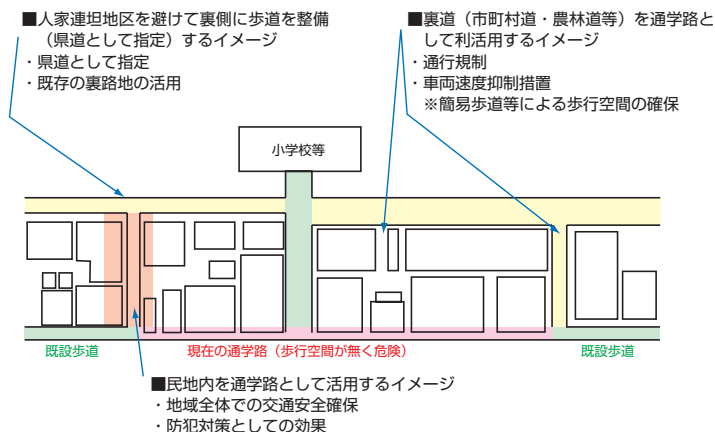 ■人家連坦地区を避けて裏側に歩道を整備
（県道として指定）するイメージ
・県道として指定
・既存の裏路地の活用
■裏道（市町村道・農林道等）を通学路と
して利活用するイメージ
・通行規制
・車両速度抑制措置
※簡易歩道等による歩行空間の確保
小学校等
既設歩道
現在の通学路（歩行空間が無く危険）
既設歩道
■民地内を通学路として活用するイメージ
・地域全体での交通安全確保
・防犯対策としての効果